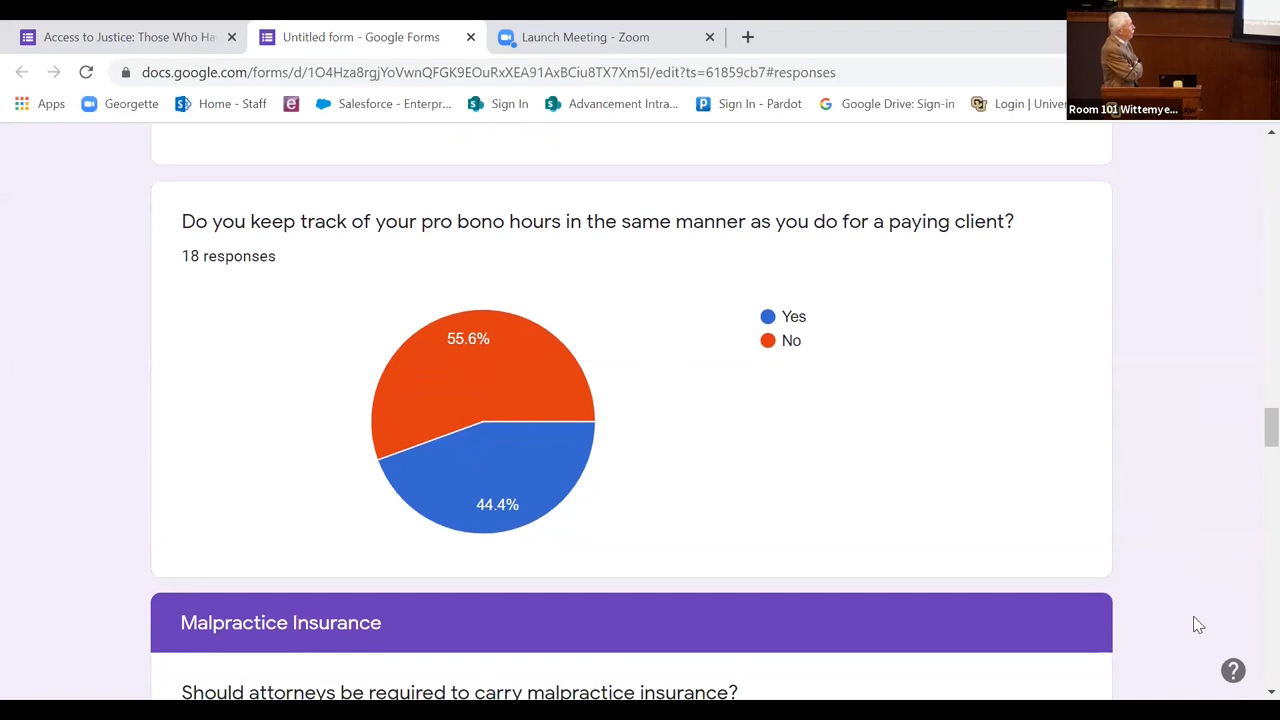 Access to Justice: Those Who Ha
Untitled form - Google Forms
Launch Meeting - Zoom
docs.google.com/forms/d/1O4Hza8rgjYoVwnQFGK9EOuRxXEA91AxBCiu8TX7Xm5I/edit?ts=61859cb7#responses
Apps
Georgette
Home - Staff
Salesforce - Enterpr...
Sign In
Advancement Intra...
Sign In - Pardot
Google Drive: Sign-in
Login | Univer
Room 101 Wittemye...
Do you keep track of your pro bono hours in the same manner as you do for a paying client?
18 responses
55.6%
44.4%
Yes
No
Malpractice Insurance
Should attorneys be required to carry malpractice insurance?